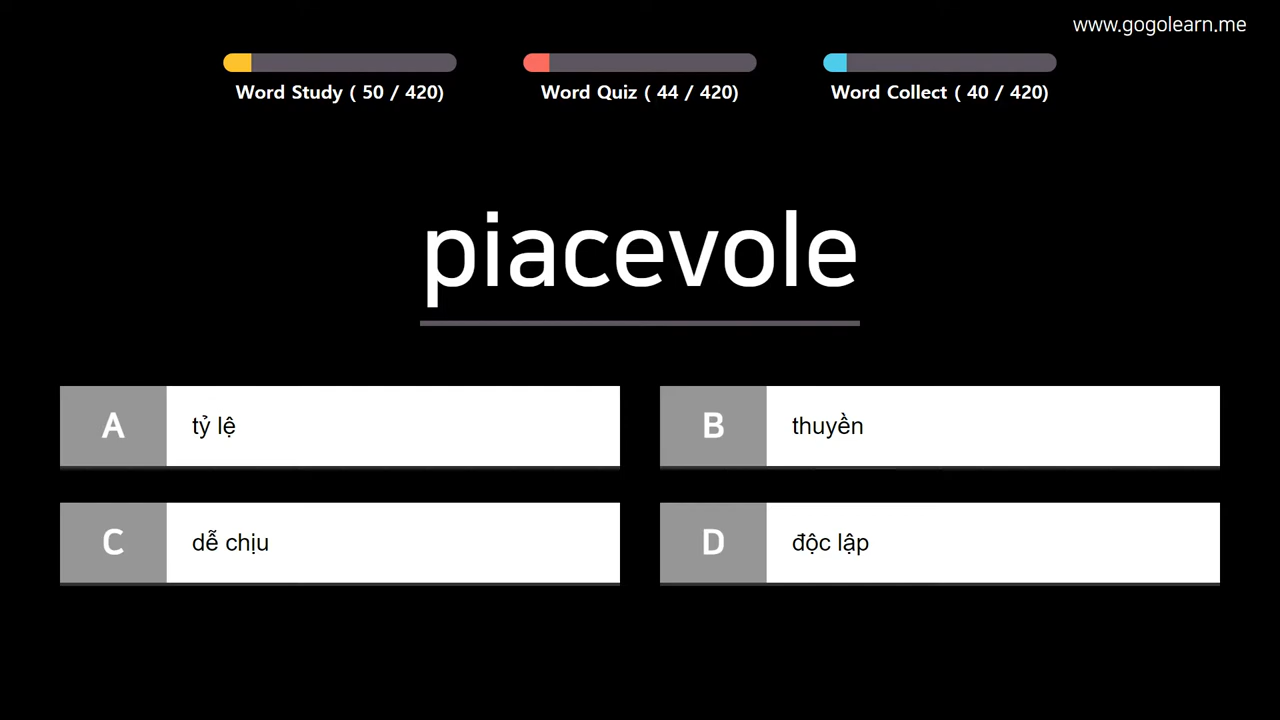 www.gogolearn.me
Word Study ( 50 / 420)
Word Quiz ( 44 / 420)
Word Collect ( 40 / 420)
piacevole
A tỷ lệ
B thuyền
C dễ chịu
D độc lập